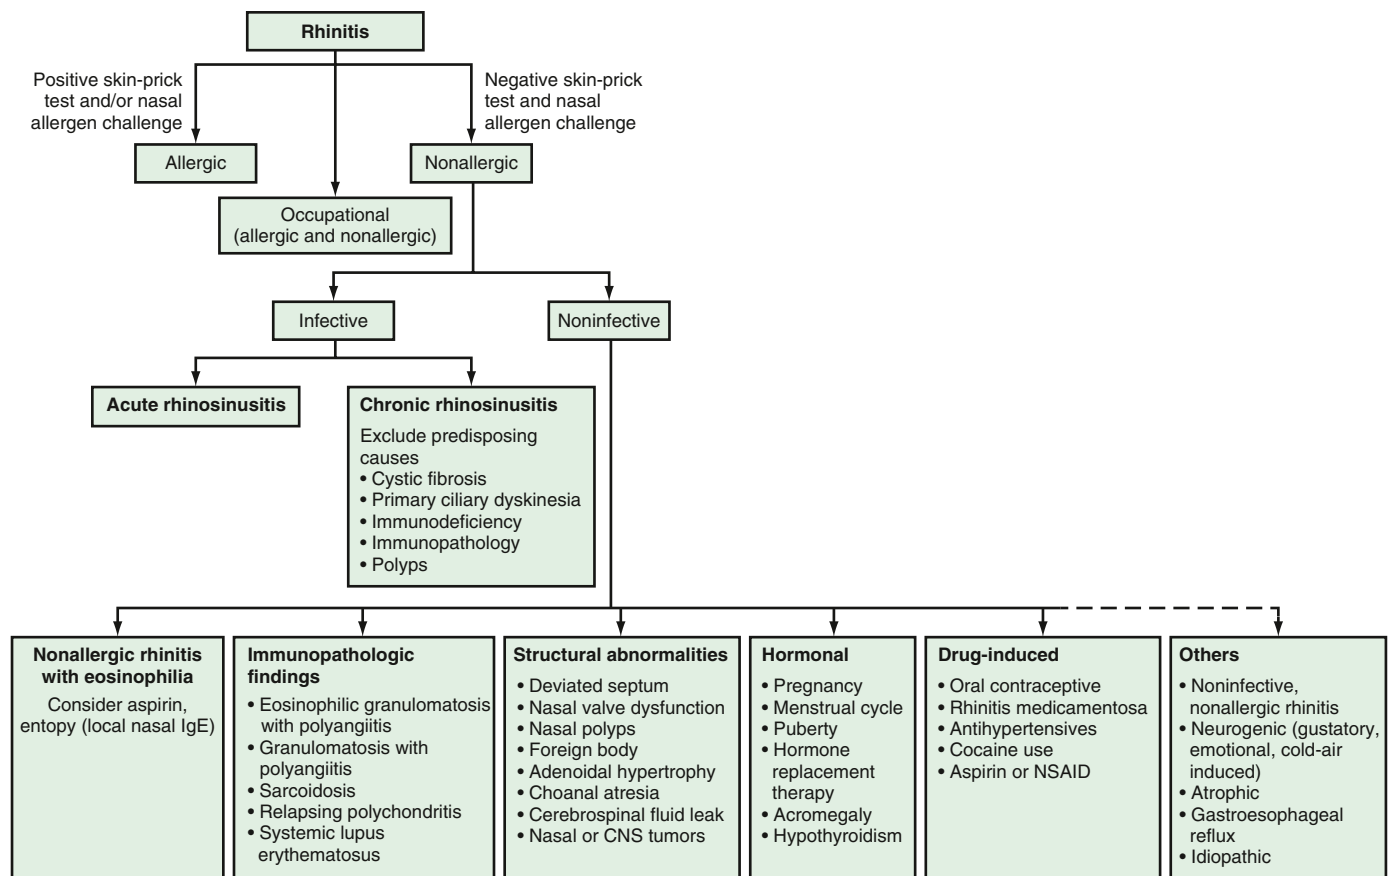 Rhinitis
Positive skin-prick
test and/or nasal
allergen challenge
Negative skin-prick
test and nasal
allergen challenge
Allergic
Nonallergic
Occupational
(allergic and nonallergic)
Infective
Noninfective
Acute rhinosinusitis
Chronic rhinosinusitis
Exclude predisposing
causes
• Cystic fibrosis
• Primary ciliary dyskinesia
• Immunodeficiency
• Immunopathology
• Polyps
Nonallergic rhinitis
with eosinophilia
Consider aspirin,
entopy (local nasal IgE)
Immunopathologic
findings
• Eosinophilic granulomatosis
with polyangiitis
• Granulomatosis with
polyangiitis
• Sarcoidosis
• Relapsing polychondritis
• Systemic lupus
erythematosus
Structural abnormalities
• Deviated septum
• Nasal valve dysfunction
• Nasal polyps
• Foreign body
• Adenoidal hypertrophy
• Choanal atresia
• Cerebrospinal fluid leak
• Nasal or CNS tumors
Hormonal
• Pregnancy
• Menstrual cycle
• Puberty
• Hormone
replacement
therapy
• Acromegaly
• Hypothyroidism
Drug-induced
• Oral contraceptive
• Rhinitis medicamentosa
• Antihypertensives
• Cocaine use
• Aspirin or NSAID
Others
• Noninfective,
nonallergic rhinitis
• Neurogenic (gustatory,
emotional, cold-air
induced)
• Atrophic
• Gastroesophageal
reflux
• Idiopathic